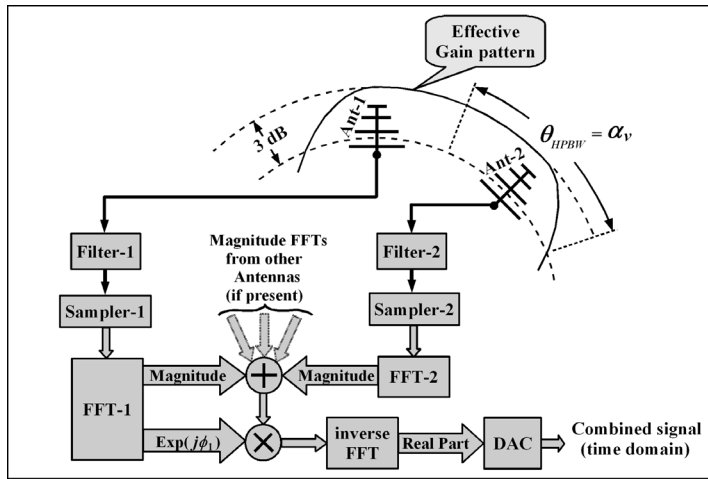 Effective
Gain pattern
Ant-1
3 dB
θHPBW = αv
Ant-2
Filter-1
Magnitude FFTs
from other
Antennas
(if present)
Filter-2
Sampler-1
Sampler-2
FFT-1
Magnitude
+
Magnitude
FFT-2
Exp(jϕ1)
×
inverse
FFT
Real Part
DAC
Combined signal
(time domain)